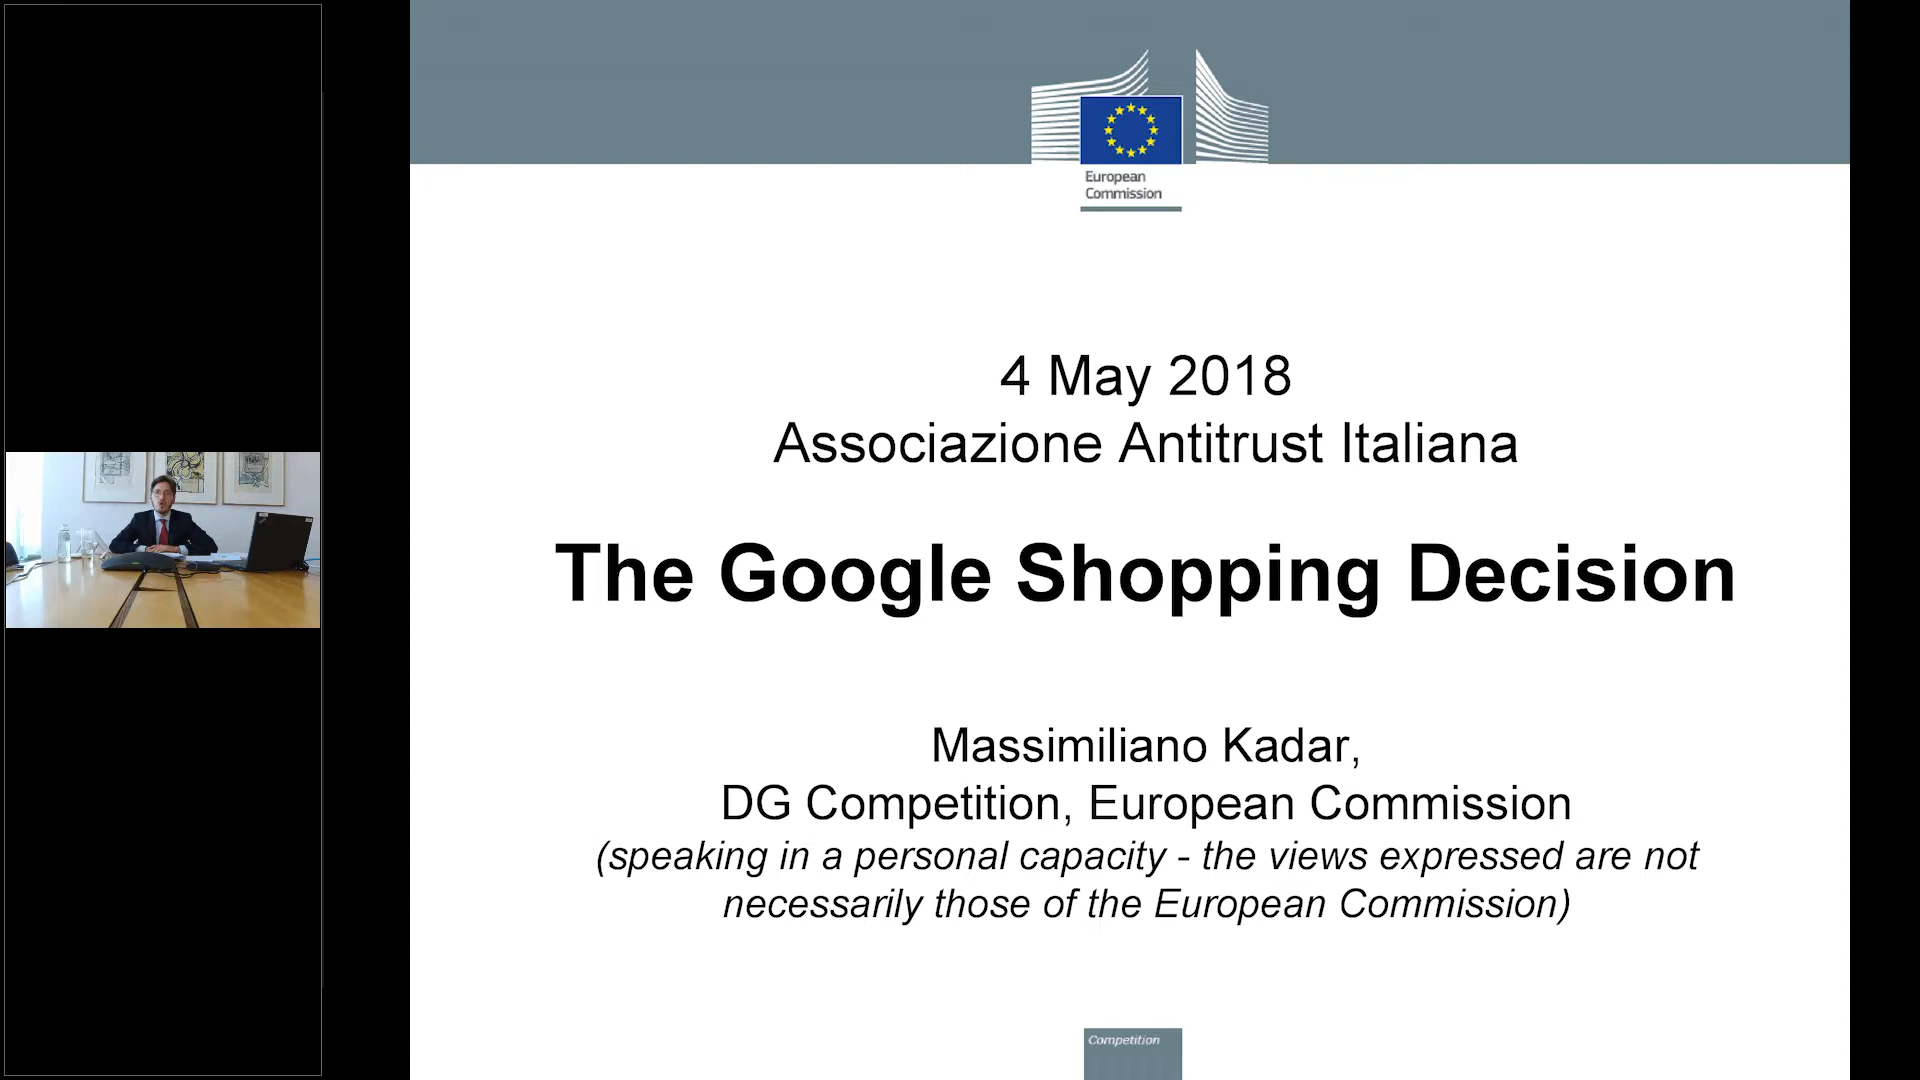 European
Commission
4 May 2018
Associazione Antitrust Italiana
The Google Shopping Decision
Massimiliano Kadar,
DG Competition, European Commission
(speaking in a personal capacity - the views expressed are not
necessarily those of the European Commission)
Competition